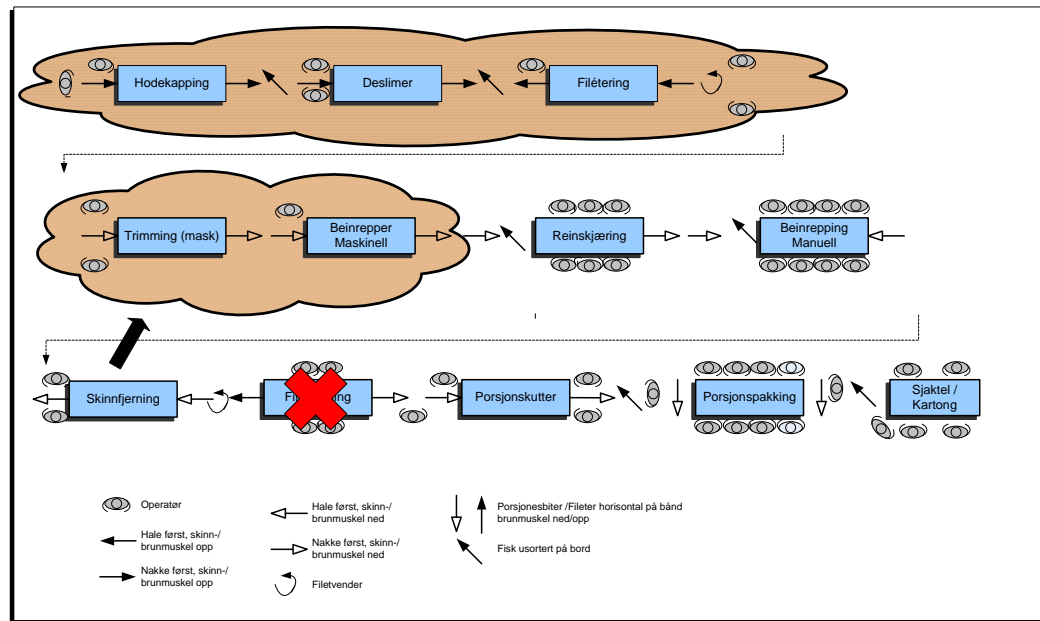 Hodekapping
Deslimer
Filétering
Trimming (mask)
Beinrepper
Maskinell
Reinskjæring
Beinrepping
Manuell
Skinnfjerning
Porsjonskutter
Porsjonspakking
Sjaktel /
Kartong
Operatør
Hale først, skinn-/
brunmuskel opp
Nakke først, skinn-/
brunmuskel opp
Hale først, skinn-/
brunmuskel ned
Nakke først, skinn-/
brunmuskel ned
Filetvender
Porsjonesbiter /Fileter horisontal på bånd
brunmuskel ned/opp
Fisk usortert på bord